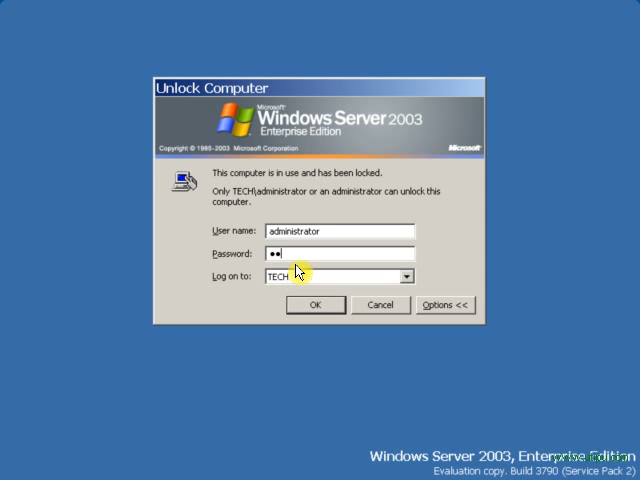 Unlock Computer
Microsoft
Windows Server 2003
Enterprise Edition
Copyright © 1985-2003 Microsoft Corporation
Microsoft
This computer is in use and has been locked.
Only TECH\administrator or an administrator can unlock this
computer.
User name: administrator
Password: ●●
Log on to: TECH
OK
Cancel
Options <<
Windows Server 2003, Enterprise Edition
Evaluation copy. Build 3790 (Service Pack 2)